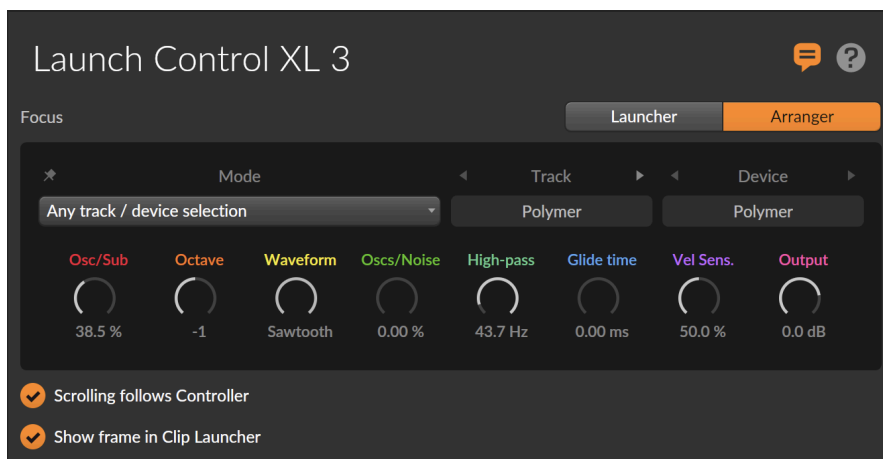 Launch Control XL 3
Focus
Launcher Arranger
Mode Track Device
Any track / device selection Polymer Polymer
Osc/Sub Octave Waveform Oscs/Noise High-pass Glide time Vel Sens. Output
38.5 % -1 Sawtooth 0.00 % 43.7 Hz 0.00 ms 50.0 % 0.0 dB
Scrolling follows Controller
Show frame in Clip Launcher